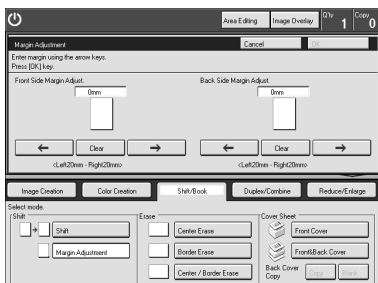 Area Editing Image Overlay Q'ty 1 Copy 0
Margin Adjustment Cancel OK
Enter margin using the arrow keys.
Press [OK] key.
Front Side Margin Adjust. Back Side Margin Adjust.
0mm 0mm
← Clear → ← Clear →
<Left20mm - Right20mm> <Left20mm - Right20mm>
Image Creation Color Creation Shift/Book Duplex/Combine Reduce/Enlarge
Select mode.
Shift Erase Cover Sheet
→ Shift Center Erase Front Cover
Margin Adjustment Border Erase Front&Back Cover
Center / Border Erase Back Cover Copy Copy Blank